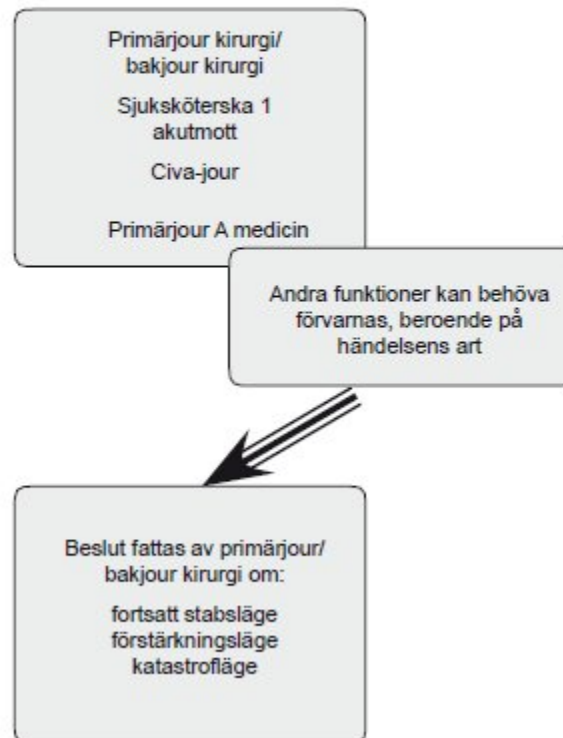 Primärjour kirurgi/
bakjour kirurgi
Sjuksköterska 1
akutmott
Civa-jour
Primärjour A medicin
Andra funktioner kan behöva
förvarnas, beroende på
händelsens art
Beslut fattas av primärjour/
bakjour kirurgi om:
fortsatt stabsläge
förstärkningsläge
katastrofläge